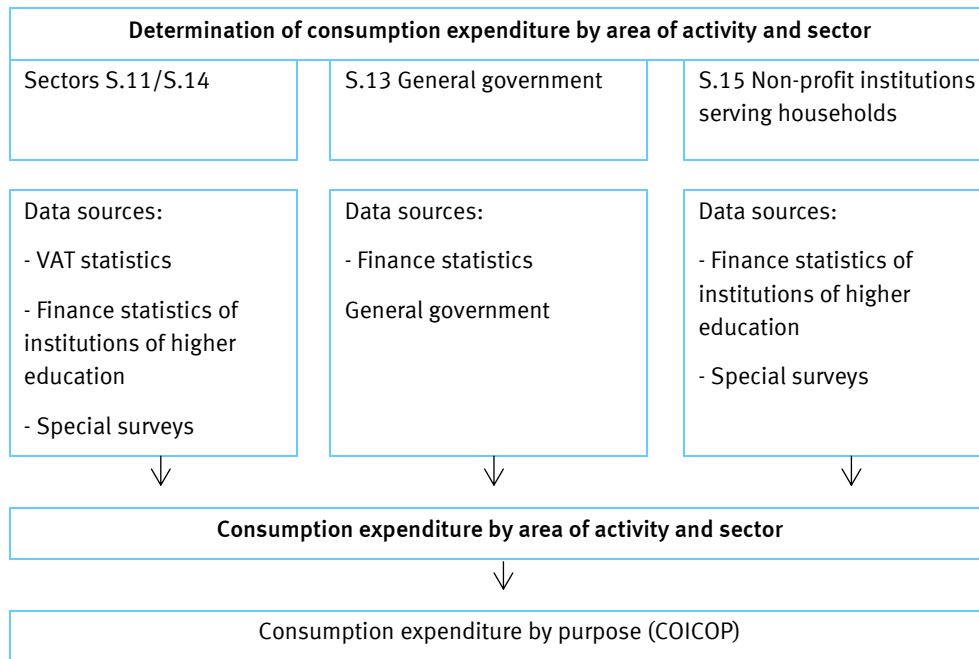 Determination of consumption expenditure by area of activity and sector
Sectors S.11/S.14
S.13 General government
S.15 Non-profit institutions
serving households
Data sources:
- VAT statistics
- Finance statistics of
institutions of higher
education
- Special surveys
Data sources:
- Finance statistics
General government
Data sources:
- Finance statistics of
institutions of higher
education
- Special surveys
Consumption expenditure by area of activity and sector
Consumption expenditure by purpose (COICOP)